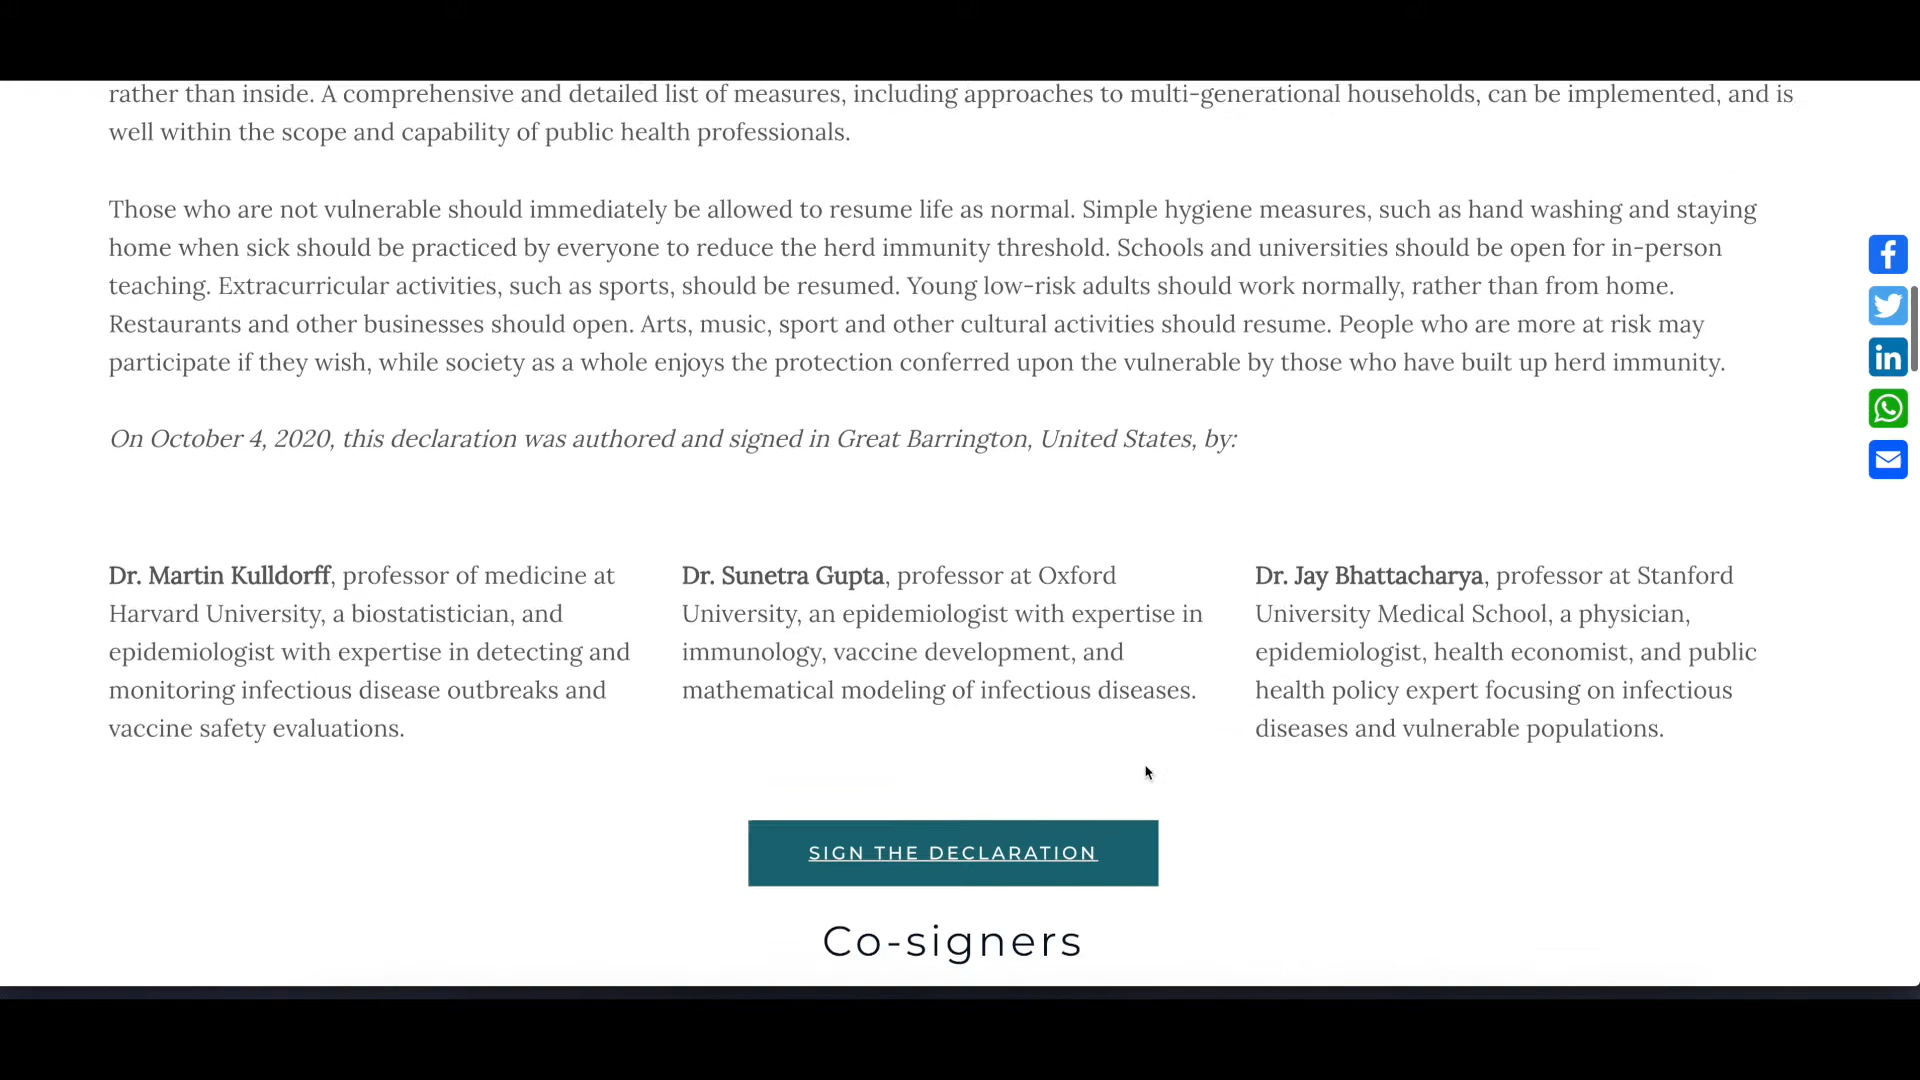 rather than inside. A comprehensive and detailed list of measures, including approaches to multi-generational households, can be implemented, and is
well within the scope and capability of public health professionals.
Those who are not vulnerable should immediately be allowed to resume life as normal. Simple hygiene measures, such as hand washing and staying
home when sick should be practiced by everyone to reduce the herd immunity threshold. Schools and universities should be open for in-person
teaching. Extracurricular activities, such as sports, should be resumed. Young low-risk adults should work normally, rather than from home.
Restaurants and other businesses should open. Arts, music, sport and other cultural activities should resume. People who are more at risk may
participate if they wish, while society as a whole enjoys the protection conferred upon the vulnerable by those who have built up herd immunity.
On October 4, 2020, this declaration was authored and signed in Great Barrington, United States, by:
Dr. Martin Kulldorff, professor of medicine at
Harvard University, a biostatistician, and
epidemiologist with expertise in detecting and
monitoring infectious disease outbreaks and
vaccine safety evaluations.
Dr. Sunetra Gupta, professor at Oxford
University, an epidemiologist with expertise in
immunology, vaccine development, and
mathematical modeling of infectious diseases.
Dr. Jay Bhattacharya, professor at Stanford
University Medical School, a physician,
epidemiologist, health economist, and public
health policy expert focusing on infectious
diseases and vulnerable populations.
SIGN THE DECLARATION
Co-signers